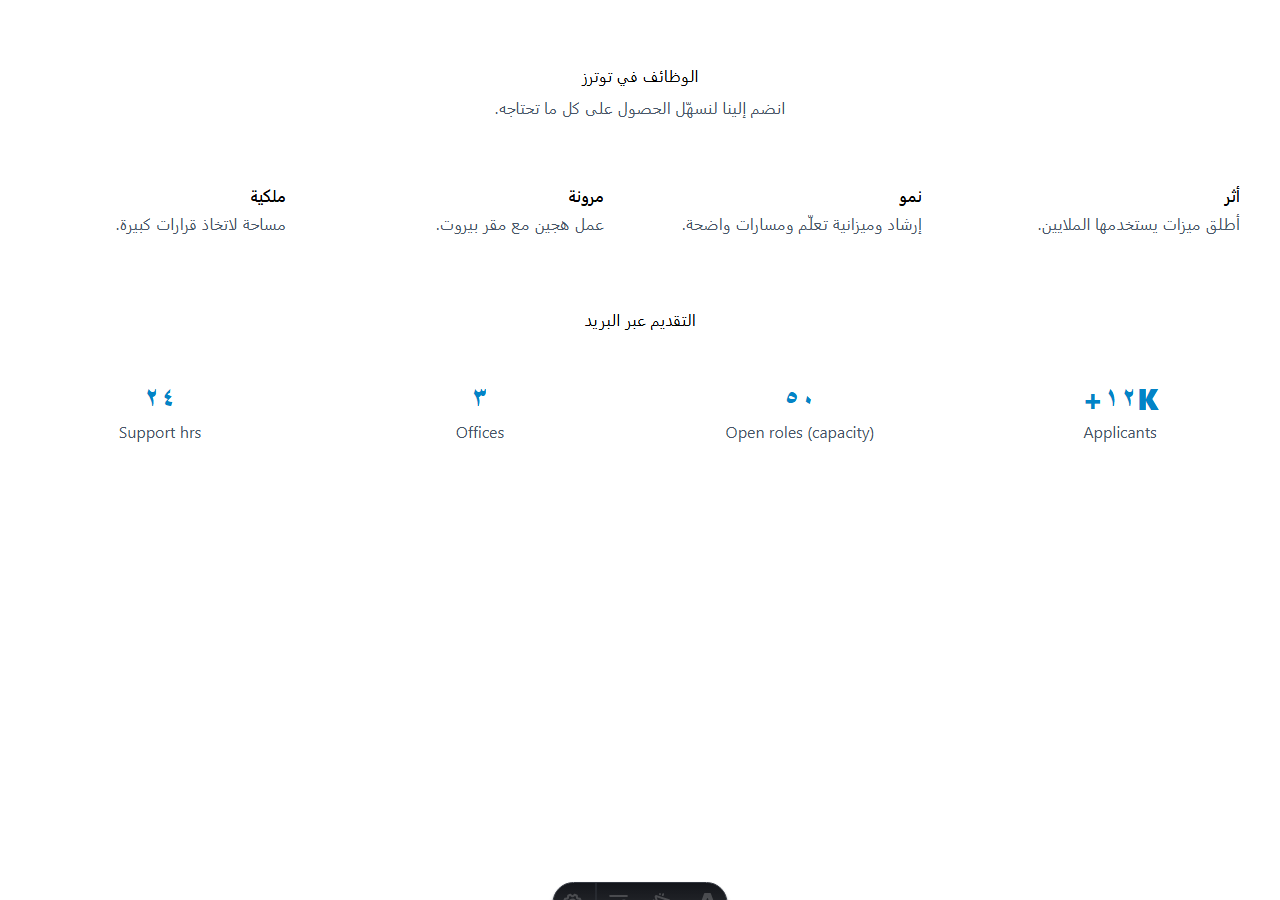 الوظائف في توترز
انضم إلينا لنسهّل الحصول على كل ما تحتاجه.
أثر
أطلق ميزات يستخدمها الملايين.
نمو
إرشاد وميزانية تعلّم ومسارات واضحة.
مرونة
عمل هجين مع مقر بيروت.
ملكية
مساحة لاتخاذ قرارات كبيرة.
التقديم عبر البريد
+١٢K
Applicants
٥٠
Open roles (capacity)
٣
Offices
٢٤
Support hrs